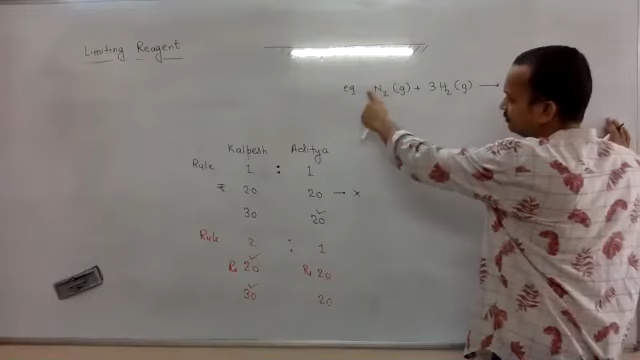 Limiting Reagent
eg N₂ (g) + 3 H₂ (g) →
Kalpesh Aditya
Rule 1 : 1
₹ 20 20 → x
30 20 ✓
Rule 2 : 1
Rs 20 ✓ Rs 20
30 ✓ 20